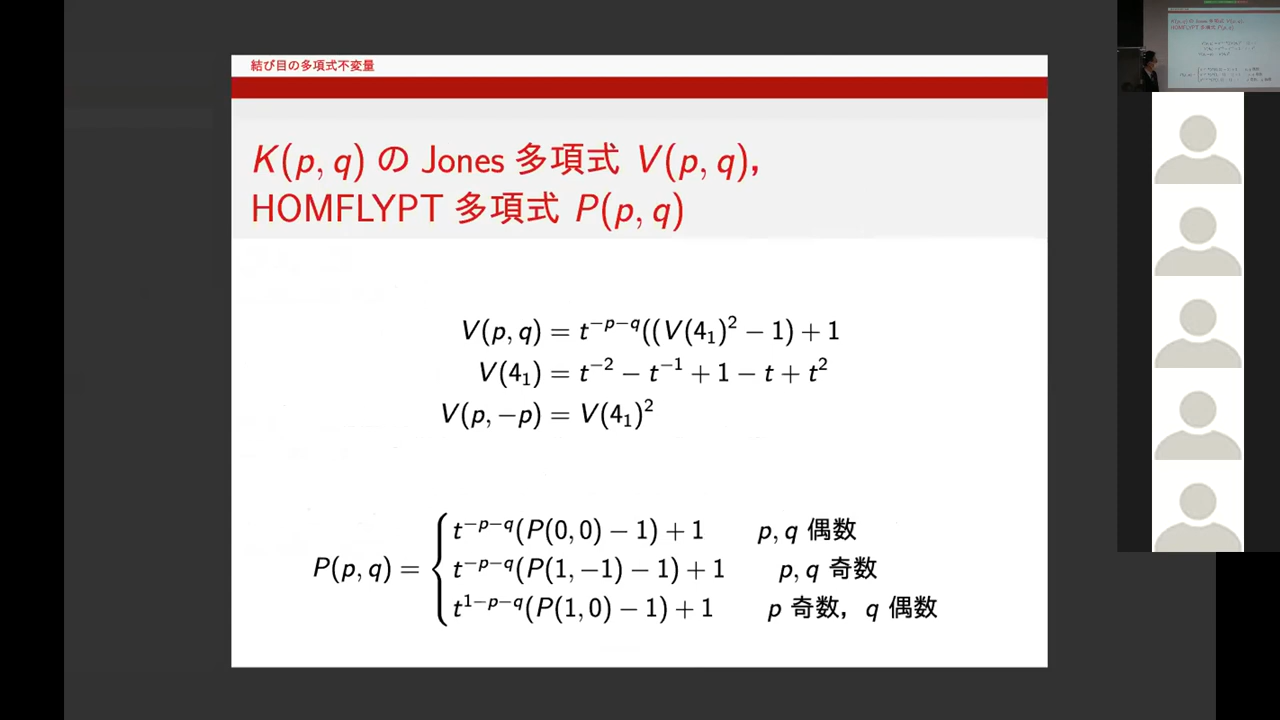 結び目の多項式不変量
K(p, q) の Jones 多項式 V(p, q),
HOMFLYPT 多項式 P(p, q)
V(p, q) = t^{−p−q}((V(4_1)^2 − 1) + 1
V(4_1) = t^{−2} − t^{−1} + 1 − t + t^2
V(p, −p) = V(4_1)^2
P(p, q) = { t^{−p−q}(P(0, 0) − 1) + 1 p, q 偶数
t^{−p−q}(P(1, −1) − 1) + 1 p, q 奇数
t^{1−p−q}(P(1, 0) − 1) + 1 p 奇数, q 偶数